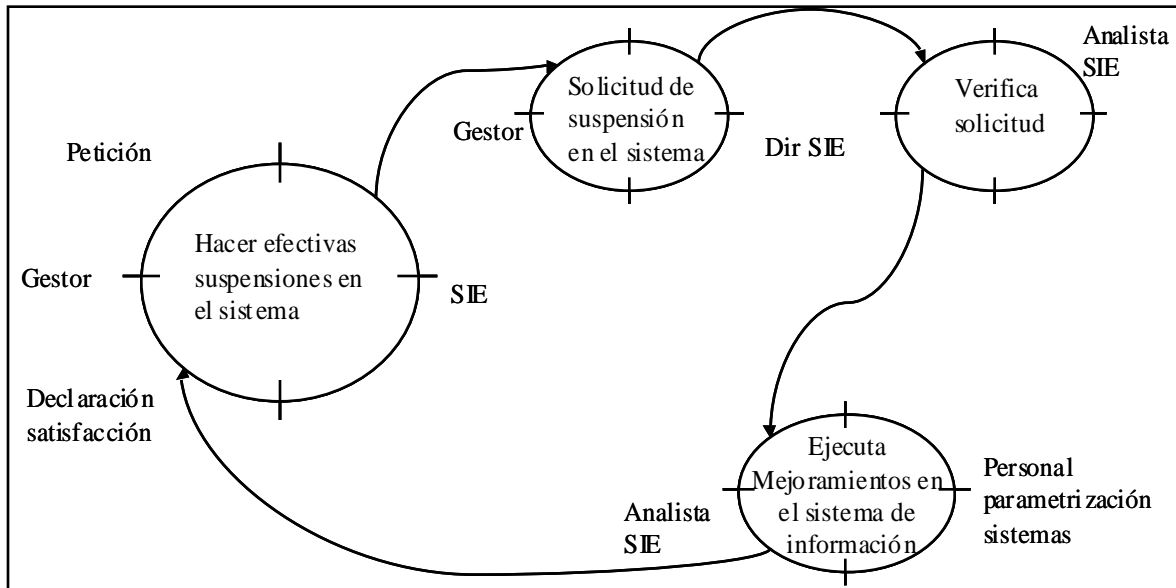 Petición
Gestor
Hacer efectivas
suspensiones en
el sistema
SIE
Declaración
satisfacción
Gestor
Solicitud de
suspensión
en el sistema
Dir SIE
Verifica
solicitud
Analista
SIE
Analista
SIE
Ejecuta
Mejoramientos en
el sistema de
información
Personal
parametrización
sistemas